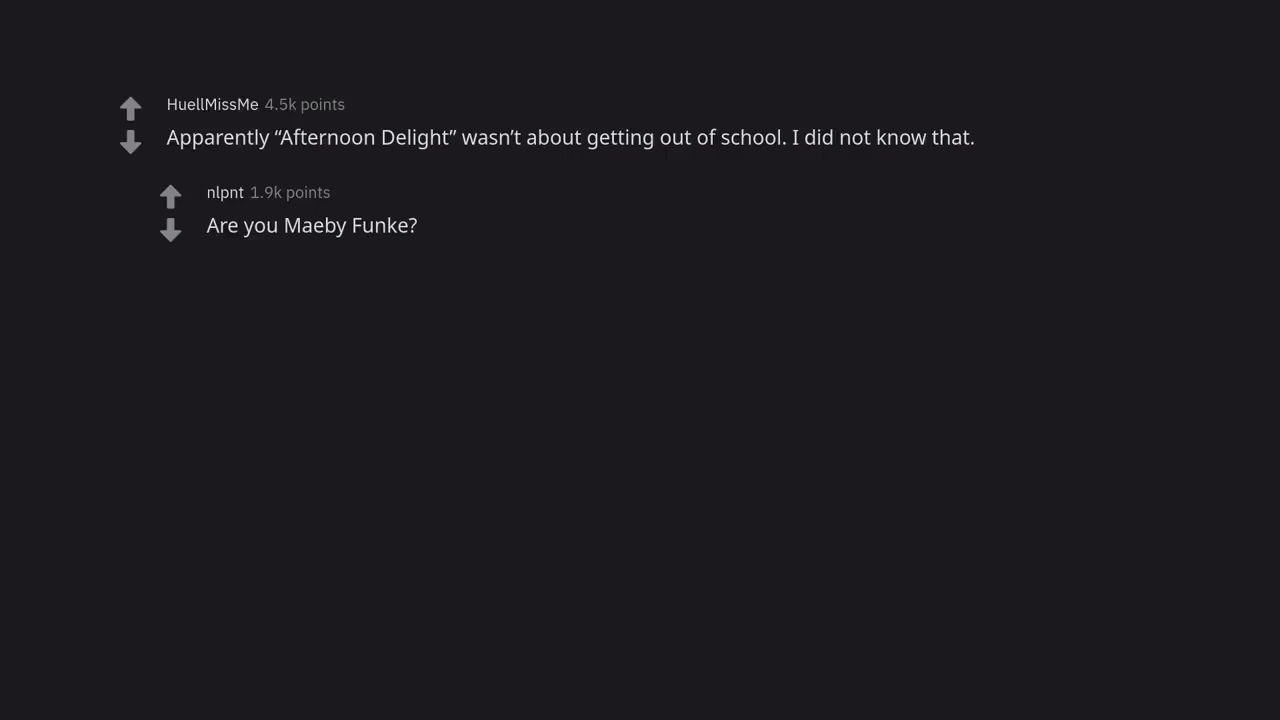 HuellMissMe 4.5k points
Apparently “Afternoon Delight” wasn’t about getting out of school. I did not know that.
nlpnt 1.9k points
Are you Maeby Funke?